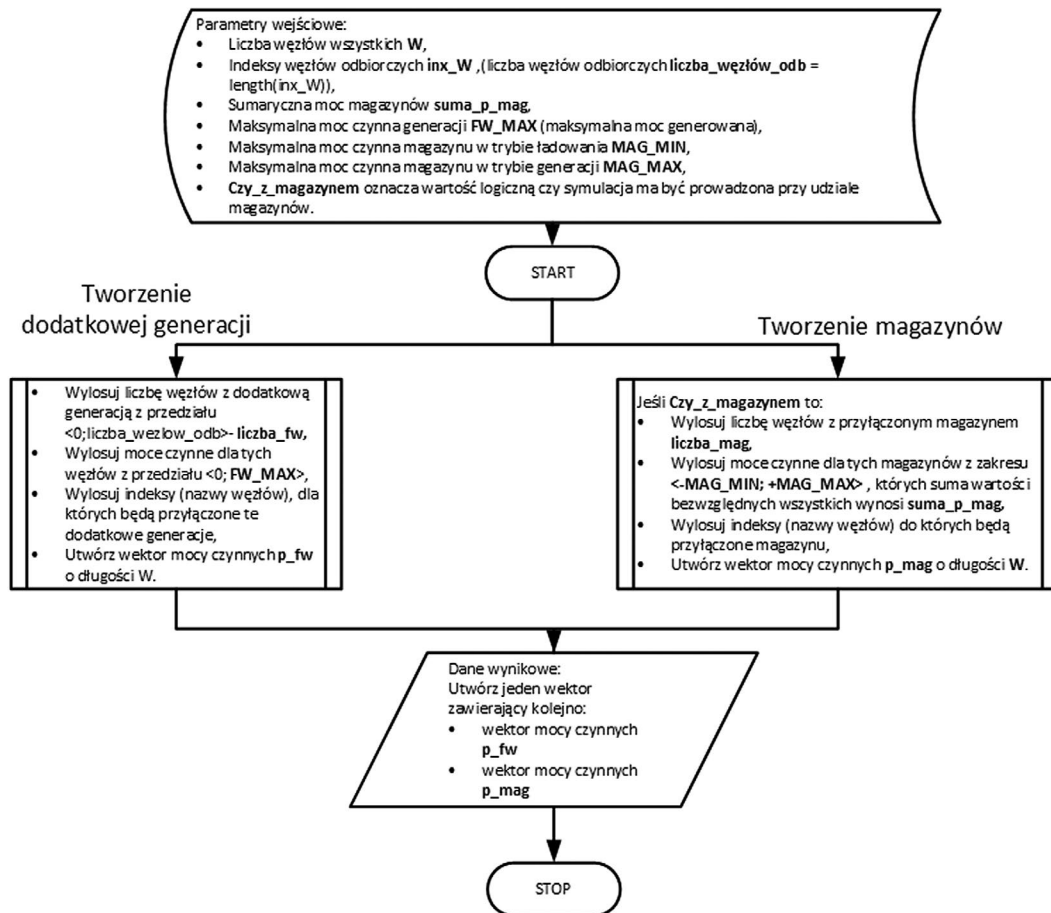 Parametry wejściowe:
• Liczba węzłów wszystkich W,
• Indeksy węzłów odbiorczych inx_W ,(liczba węzłów odbiorczych liczba_węzłów_odb =
length(inx_W)),
• Sumaryczna moc magazynów suma_p_mag,
• Maksymalna moc czynna generacji FW_MAX (maksymalna moc generowana),
• Maksymalna moc czynna magazynu w trybie ładowania MAG_MIN,
• Maksymalna moc czynna magazynu w trybie generacji MAG_MAX,
• Czy_z_magazynem oznacza wartość logiczną czy symulacja ma być prowadzona przy udziale
magazynów.
START
Tworzenie
dodatkowej generacji
• Wylosuj liczbę węzłów z dodatkową
generacją z przedziału
<0;liczba_wezlow_odb>- liczba_fw,
• Wylosuj moce czynne dla tych
węzłów z przedziału <0; FW_MAX>,
• Wylosuj indeksy (nazwy węzłów), dla
których będą przyłączone te
dodatkowe generacje,
• Utwórz wektor mocy czynnych p_fw
o długości W.
Tworzenie magazynów
Jeśli Czy_z_magazynem to:
• Wylosuj liczbę węzłów z przyłączonym magazynem
liczba_mag,
• Wylosuj moce czynne dla tych magazynów z zakresu
<-MAG_MIN; +MAG_MAX> , których suma wartości
bezwzględnych wszystkich wynosi suma_p_mag,
• Wylosuj indeksy (nazwy węzłów) do których będą
przyłączone magazynu,
• Utwórz wektor mocy czynnych p_mag o długości W.
Dane wynikowe:
Utwórz jeden wektor
zawierający kolejno:
• wektor mocy czynnych
p_fw
• wektor mocy czynnych
p_mag
STOP